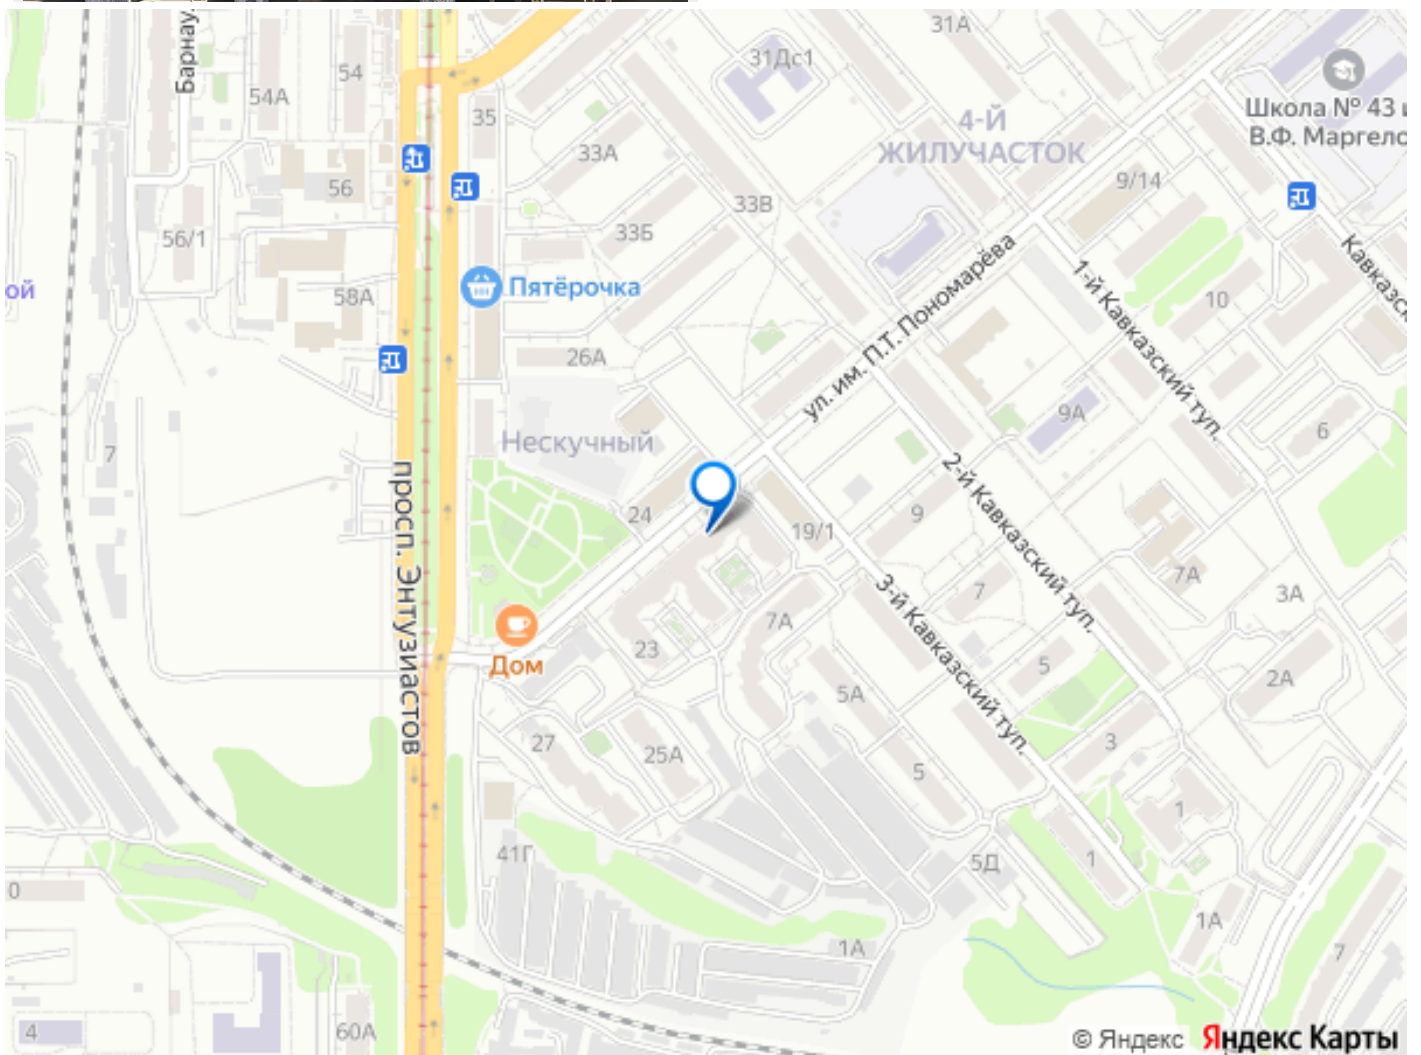 31А
31Дс1
Барнау
54
54А
35
Школа № 43 и
В.Ф. Маргело
4-Й
ЖИЛУЧАСТОК
33А
56
9/14
33В
56/1
33Б
ул. им. П.Т. Пономарёва
1-й Кавказский туп.
Кавказск
ой
Пятёрочка
58А
10
26А
9А
6
Нескучный
7
просп. Энтузиастов
2-й Кавказский туп.
24
19/1
9
3-й Кавказский туп.
7
7А
3А
7А
23
Дом
5
2А
5А
27
25А
3
5
1
41Г
5Д
1
0
1А
1А
7
4
60А
© Яндекс Яндекс Карты